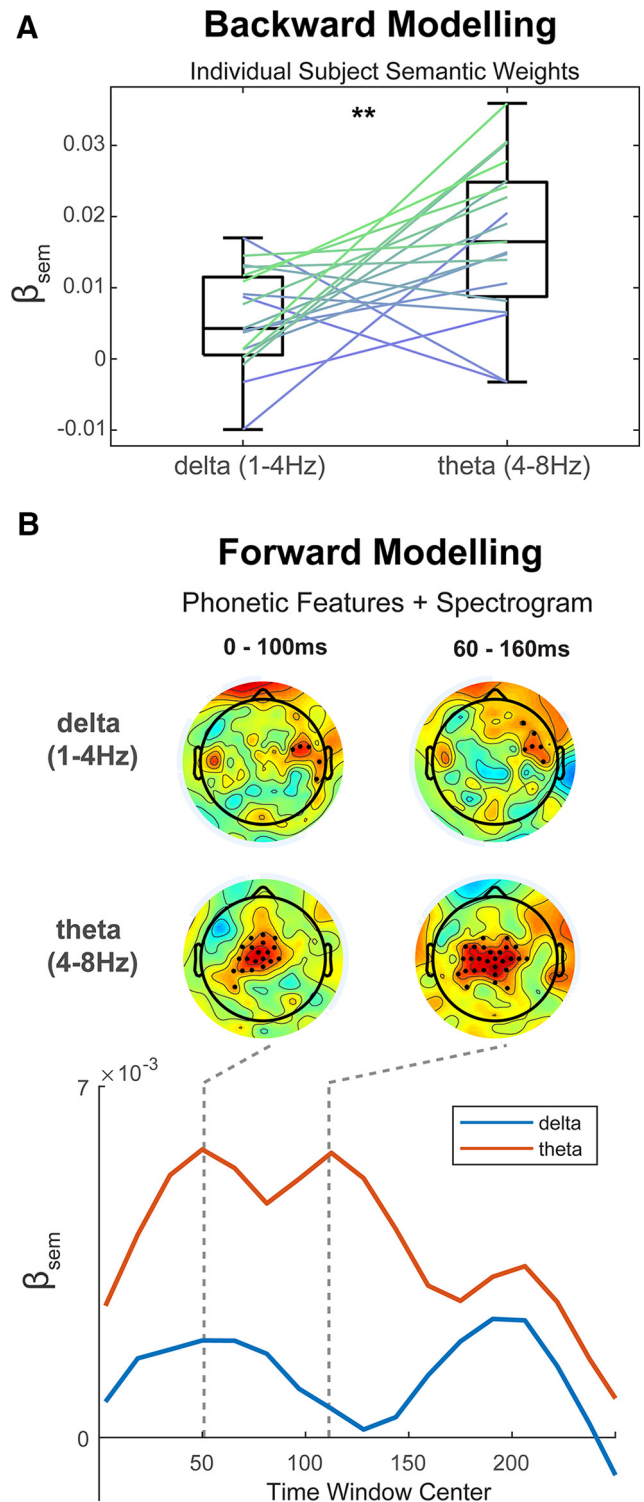 A
Backward Modelling
Individual Subject Semantic Weights
**
0.03
0.02
0.01
0
-0.01
βsem
delta (1-4Hz)
theta (4-8Hz)
B
Forward Modelling
Phonetic Features + Spectrogram
0 - 100ms
60 - 160ms
delta
(1-4Hz)
theta
(4-8Hz)
7 ×10-3
delta
theta
βsem
0
50
100
150
200
Time Window Center